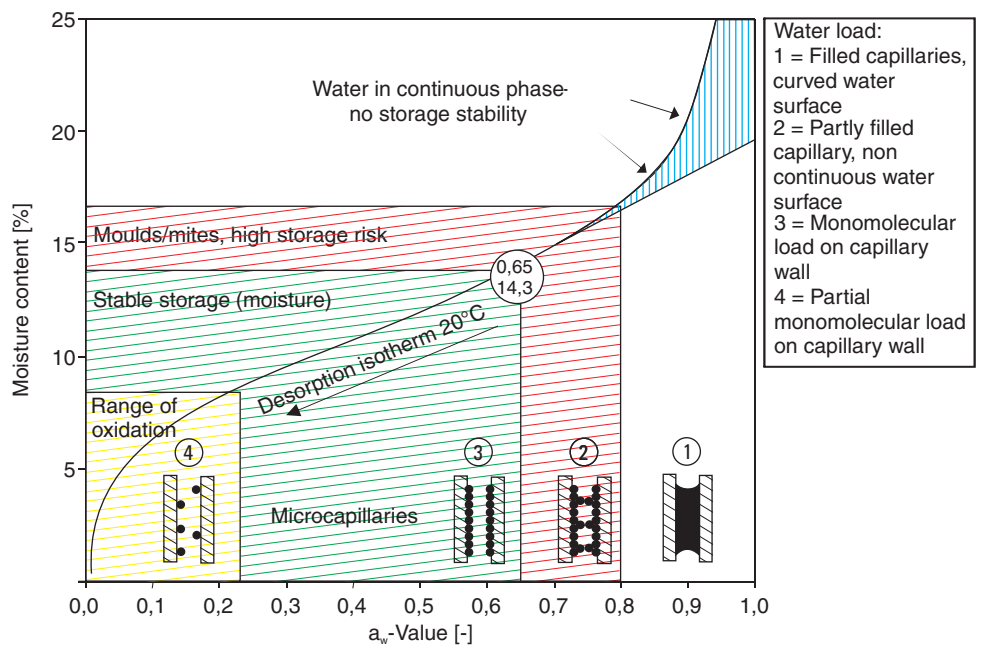 25
20
15
10
5
Moisture content [%]
Water in continuous phase-
no storage stability
Moulds/mites, high storage risk
0,65
14,3
Stable storage (moisture)
Desorption isotherm 20°C
Range of
oxidation
4
3
2
1
Microcapillaries
0,0 0,1 0,2 0,3 0,4 0,5 0,6 0,7 0,8 0,9 1,0
aw-Value [-]
Water load:
1 = Filled capillaries,
curved water
surface
2 = Partly filled
capillary, non
continuous water
surface
3 = Monomolecular
load on capillary
wall
4 = Partial
monomolecular load
on capillary wall